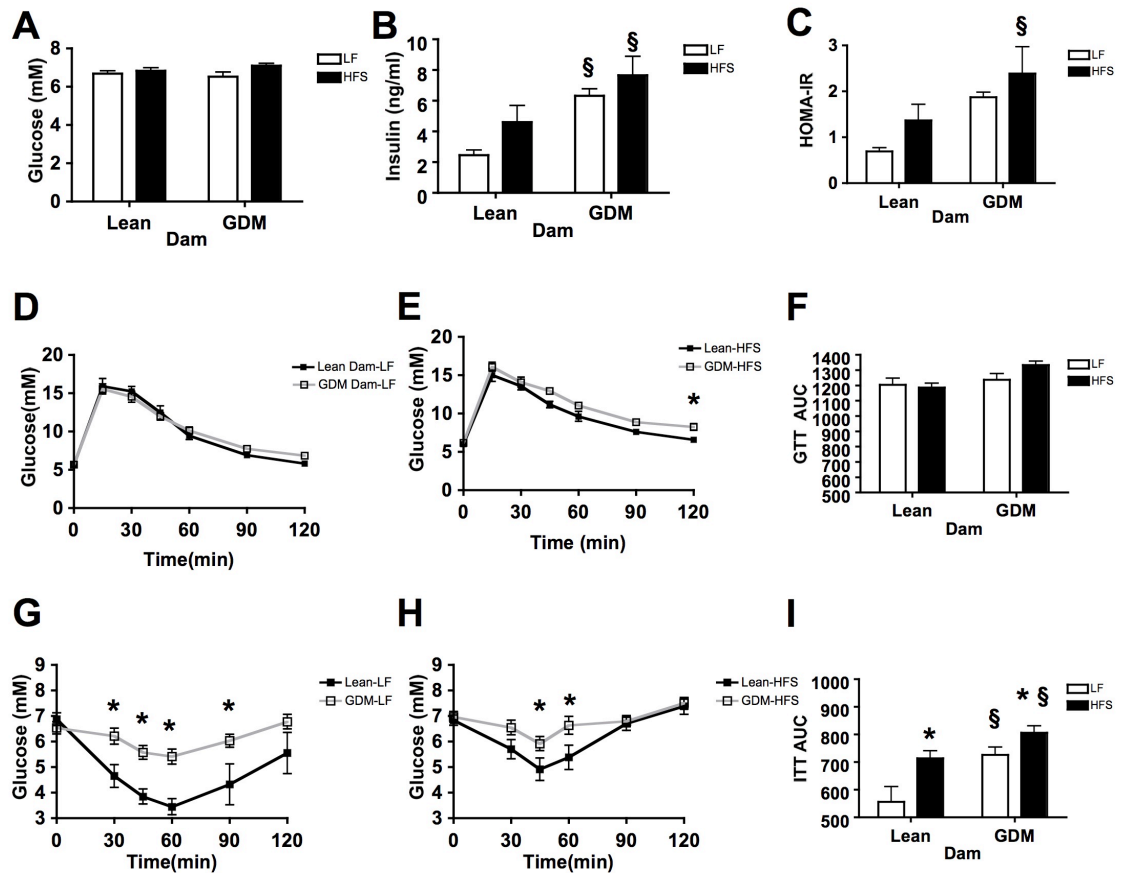 A
Glucose (mM)
8
6
4
2
0
Lean
GDM
Dam
LF
HFS
B
Insulin (ng/ml)
10
8
6
4
2
0
§
§
Lean
GDM
Dam
LF
HFS
C
HOMA-IR
3
2
1
0
§
Lean
GDM
Dam
LF
HFS
D
Glucose(mM)
20
15
10
5
0
0 30 60 90 120
Time(min)
Lean Dam-LF
GDM Dam-LF
E
Glucose (mM)
20
15
10
5
0
0 30 60 90 120
Time (min)
Lean-HFS
GDM-HFS
*
F
GTT AUC
1400
1300
1200
1100
1000
900
800
700
600
500
Lean
GDM
Dam
LF
HFS
G
Glucose (mM)
9
8
7
6
5
4
3
* * * *
0 30 60 90 120
Time(min)
Lean-LF
GDM-LF
H
Glucose (mM)
9
8
7
6
5
4
3
* *
0 30 60 90 120
Time(min)
Lean-HFS
GDM-HFS
I
ITT AUC
1000
900
800
700
600
500
*
§
* §
Lean
GDM
Dam
LF
HFS